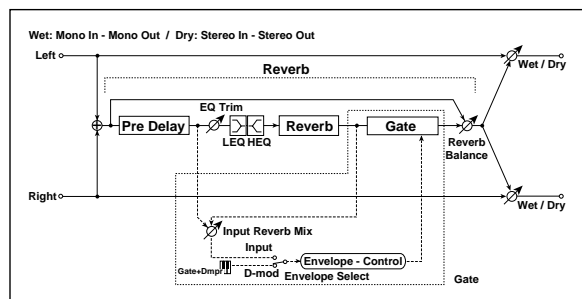 Wet: Mono In - Mono Out / Dry: Stereo In - Stereo Out
Left
Wet / Dry
Reverb
EQ Trim
Pre Delay
LEQ HEQ
Reverb
Gate
Reverb
Balance
Right
Wet / Dry
Input Reverb Mix
Input
Envelope - Control
Gate+Dmpr
D-mod
Envelope Select
Gate